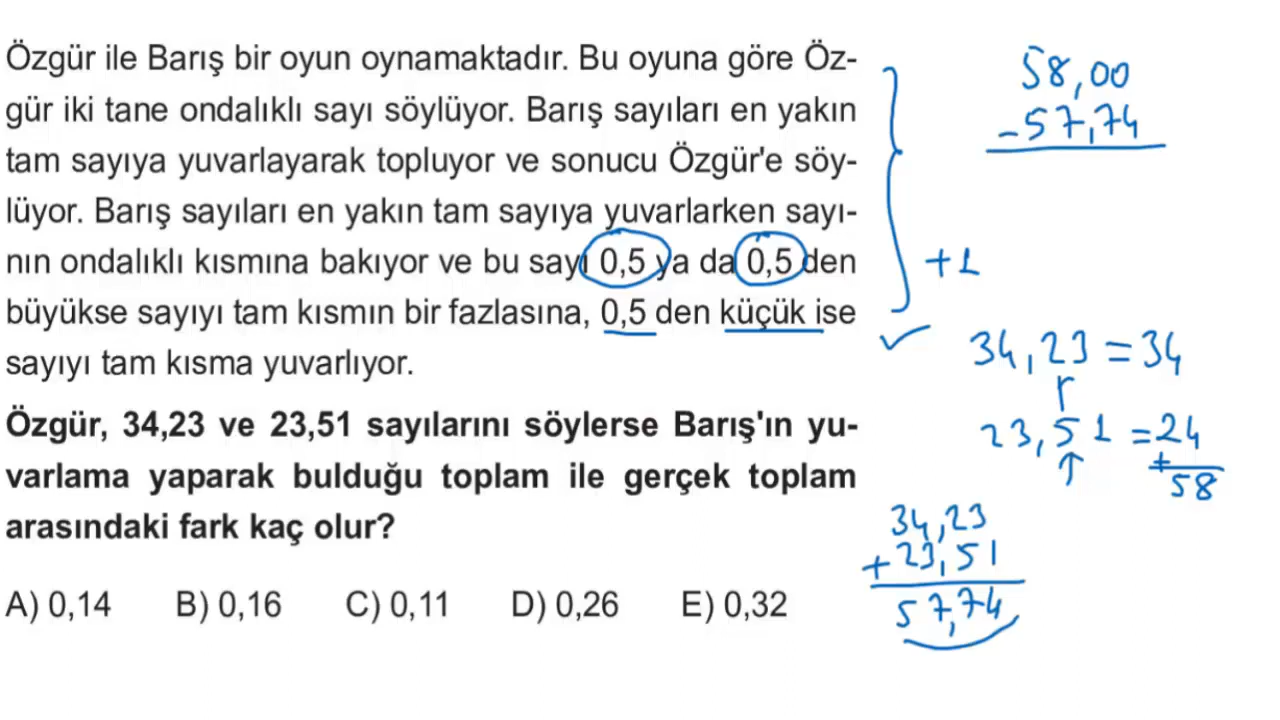 Özgür ile Barış bir oyun oynamaktadır. Bu oyuna göre Öz-
gür iki tane ondalıklı sayı söylüyor. Barış sayıları en yakın
tam sayıya yuvarlayarak topluyor ve sonucu Özgür'e söy-
lüyor. Barış sayıları en yakın tam sayıya yuvarlarken sayı-
nın ondalıklı kısmına bakıyor ve bu sayı 0,5 ya da 0,5 den
büyükse sayıyı tam kısmın bir fazlasına, 0,5 den küçük ise
sayıyı tam kısma yuvarlıyor.
Özgür, 34,23 ve 23,51 sayılarını söylerse Barış'ın yu-
varlama yaparak bulduğu toplam ile gerçek toplam
arasındaki fark kaç olur?
A) 0,14 B) 0,16 C) 0,11 D) 0,26 E) 0,32
58,00
-57,74
+1
34,23 = 34
23,51 = 24
+
58
34,23
+ 23,51
57,74